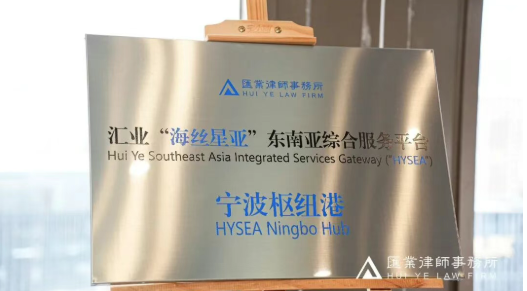 匯業律師事務所
HUI YE LAW FIRM
汇业“海丝星亚”东南亚综合服务平台
Hui Ye Southeast Asia Integrated Services Gateway ("HYSEA")
宁波枢纽港
HYSEA Ningbo Hub
匯業律師事務所
HUI YE LAW FIRM